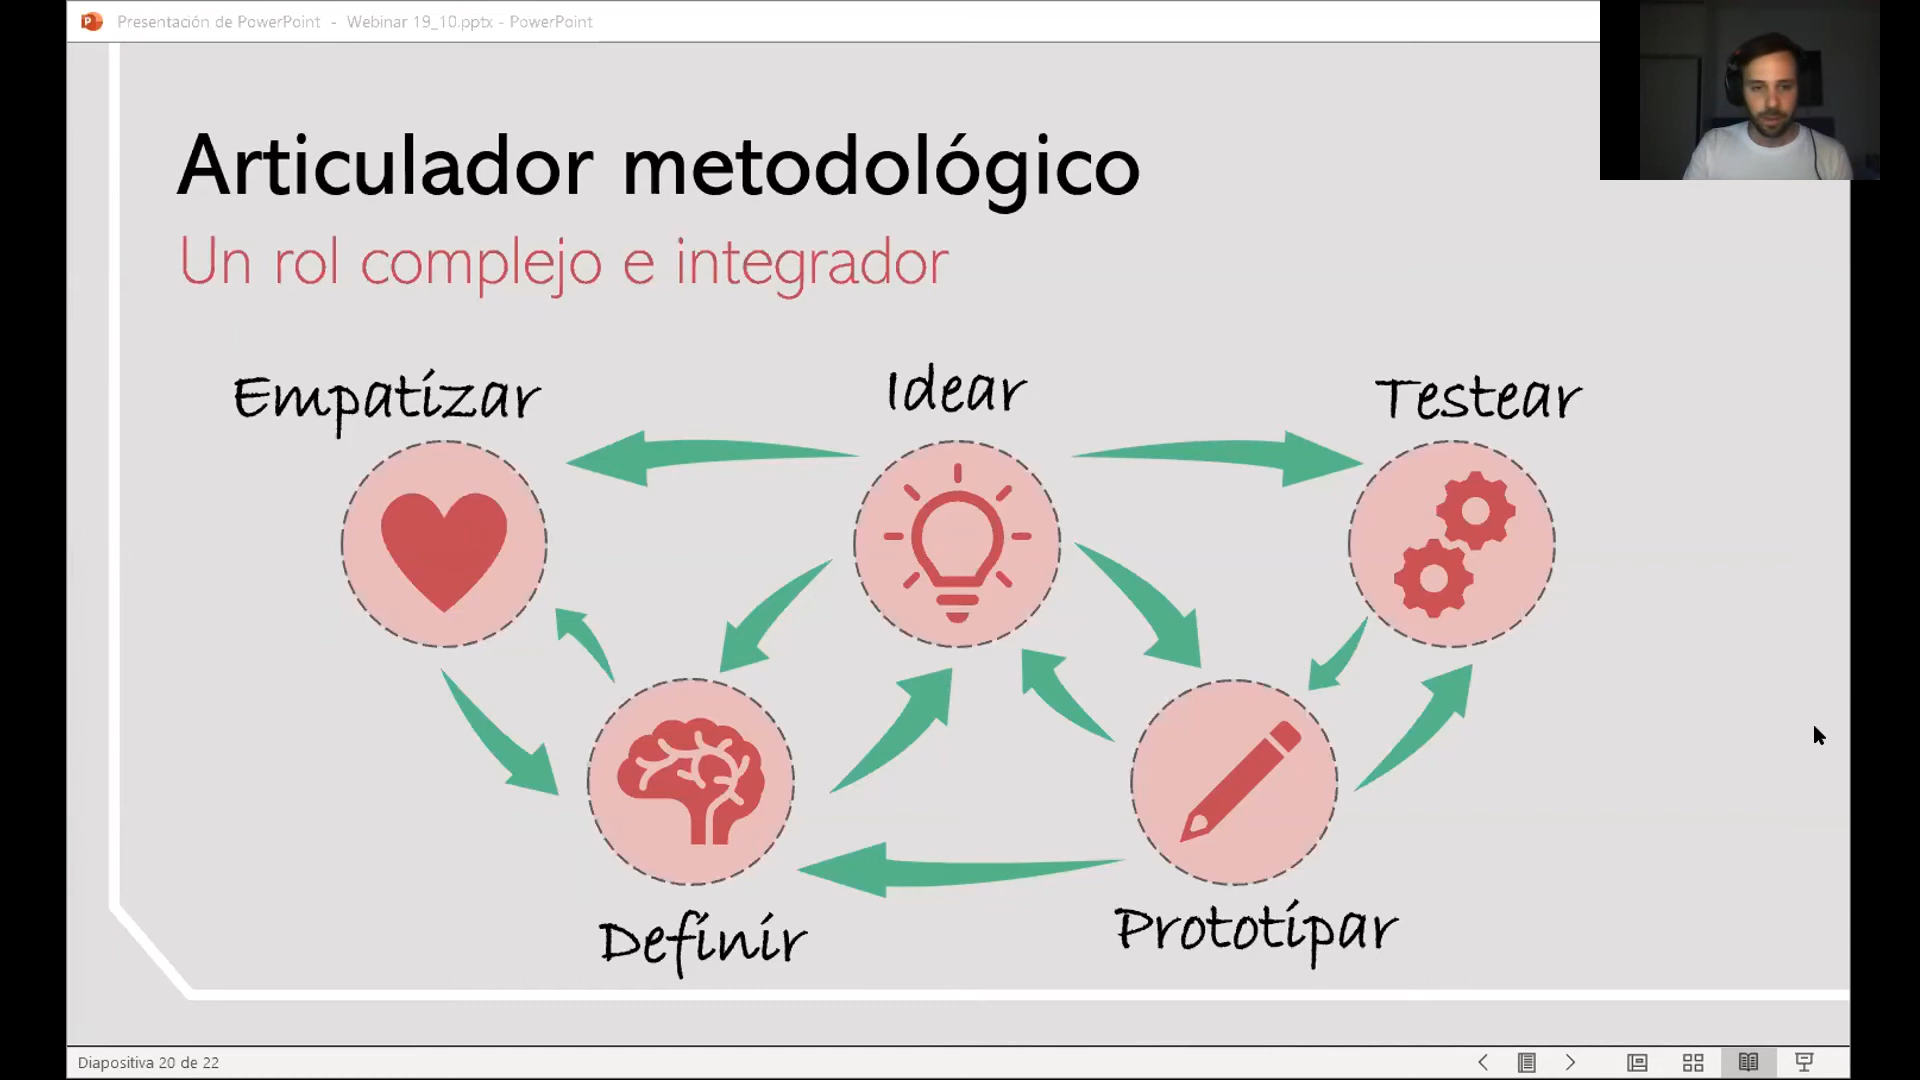 Presentación de PowerPoint - Webinar 19_10.pptx - PowerPoint
Articulador metodológico
Un rol complejo e integrador
Empatizar
Idear
Testear
Definir
Prototipar
Diapositiva 20 de 22